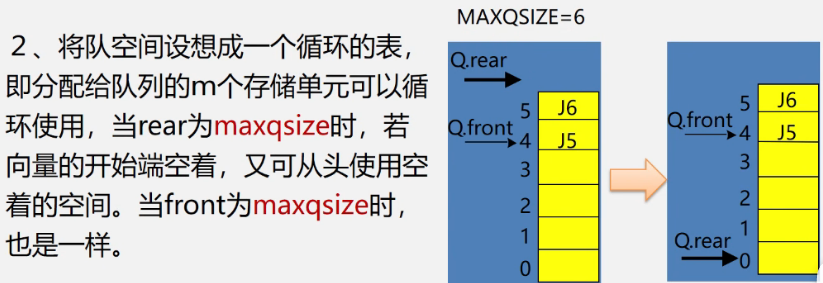 2、将队空间设想成一个循环的表，
即分配给队列的m个存储单元可以循
环使用，当rear为maxqsize时，若
向量的开始端空着，又可从头使用空
着的空间。当front为maxqsize时，
也是一样。
MAXQSIZE=6
Q.rear
5 J6
Q.front 4 J5
3
2
1
0
5 J6
Q.front 4 J5
3
2
1
Q.rear 0